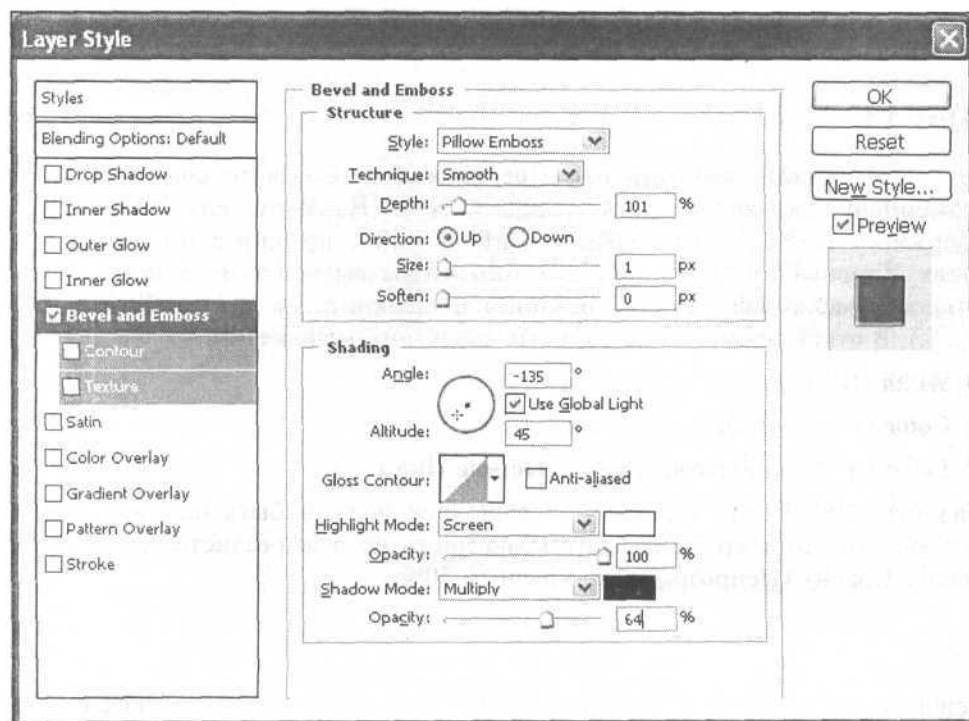 Layer Style
Styles
Blending Options: Default
Drop Shadow
Inner Shadow
Outer Glow
Inner Glow
Bevel and Emboss
Contour
Texture
Satin
Color Overlay
Gradient Overlay
Pattern Overlay
Stroke
Bevel and Emboss
Structure
Style: Pillow Emboss
Technique: Smooth
Depth: 101 %
Direction: Up Down
Size: 1 px
Soften: 0 px
Shading
Angle: -135 °
Use Global Light
Altitude: 45 °
Gloss Contour: Anti-aliased
Highlight Mode: Screen
Opacity: 100 %
Shadow Mode: Multiply
Opacity: 64 %
OK
Reset
New Style...
Preview